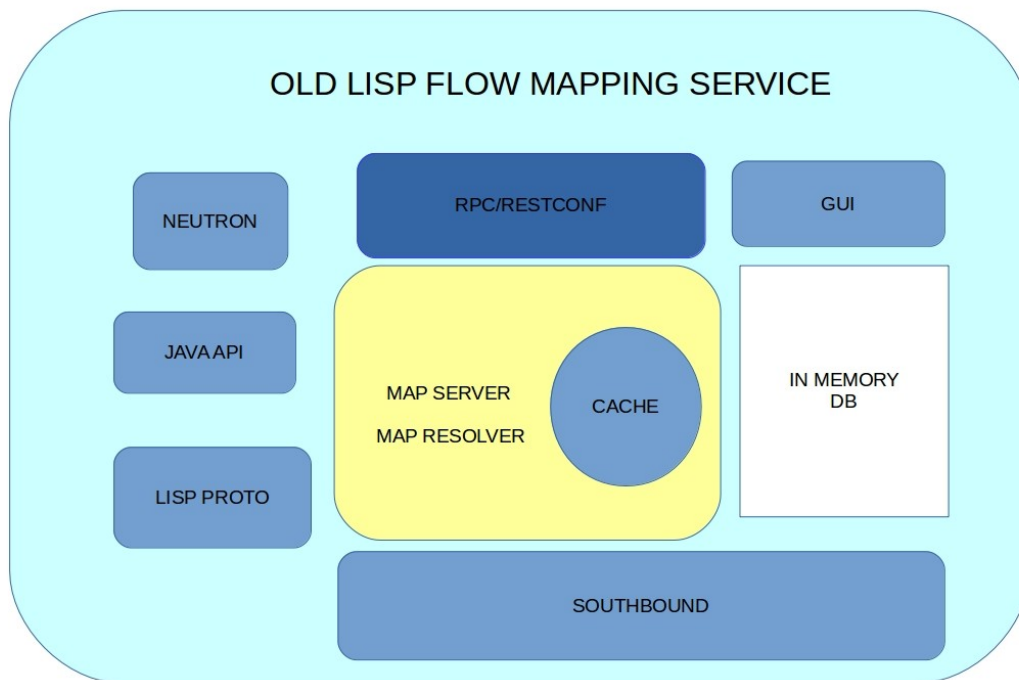 OLD LISP FLOW MAPPING SERVICE
NEUTRON
RPC/RESTCONF
GUI
JAVA API
MAP SERVER
MAP RESOLVER
CACHE
IN MEMORY
DB
LISP PROTO
SOUTHBOUND